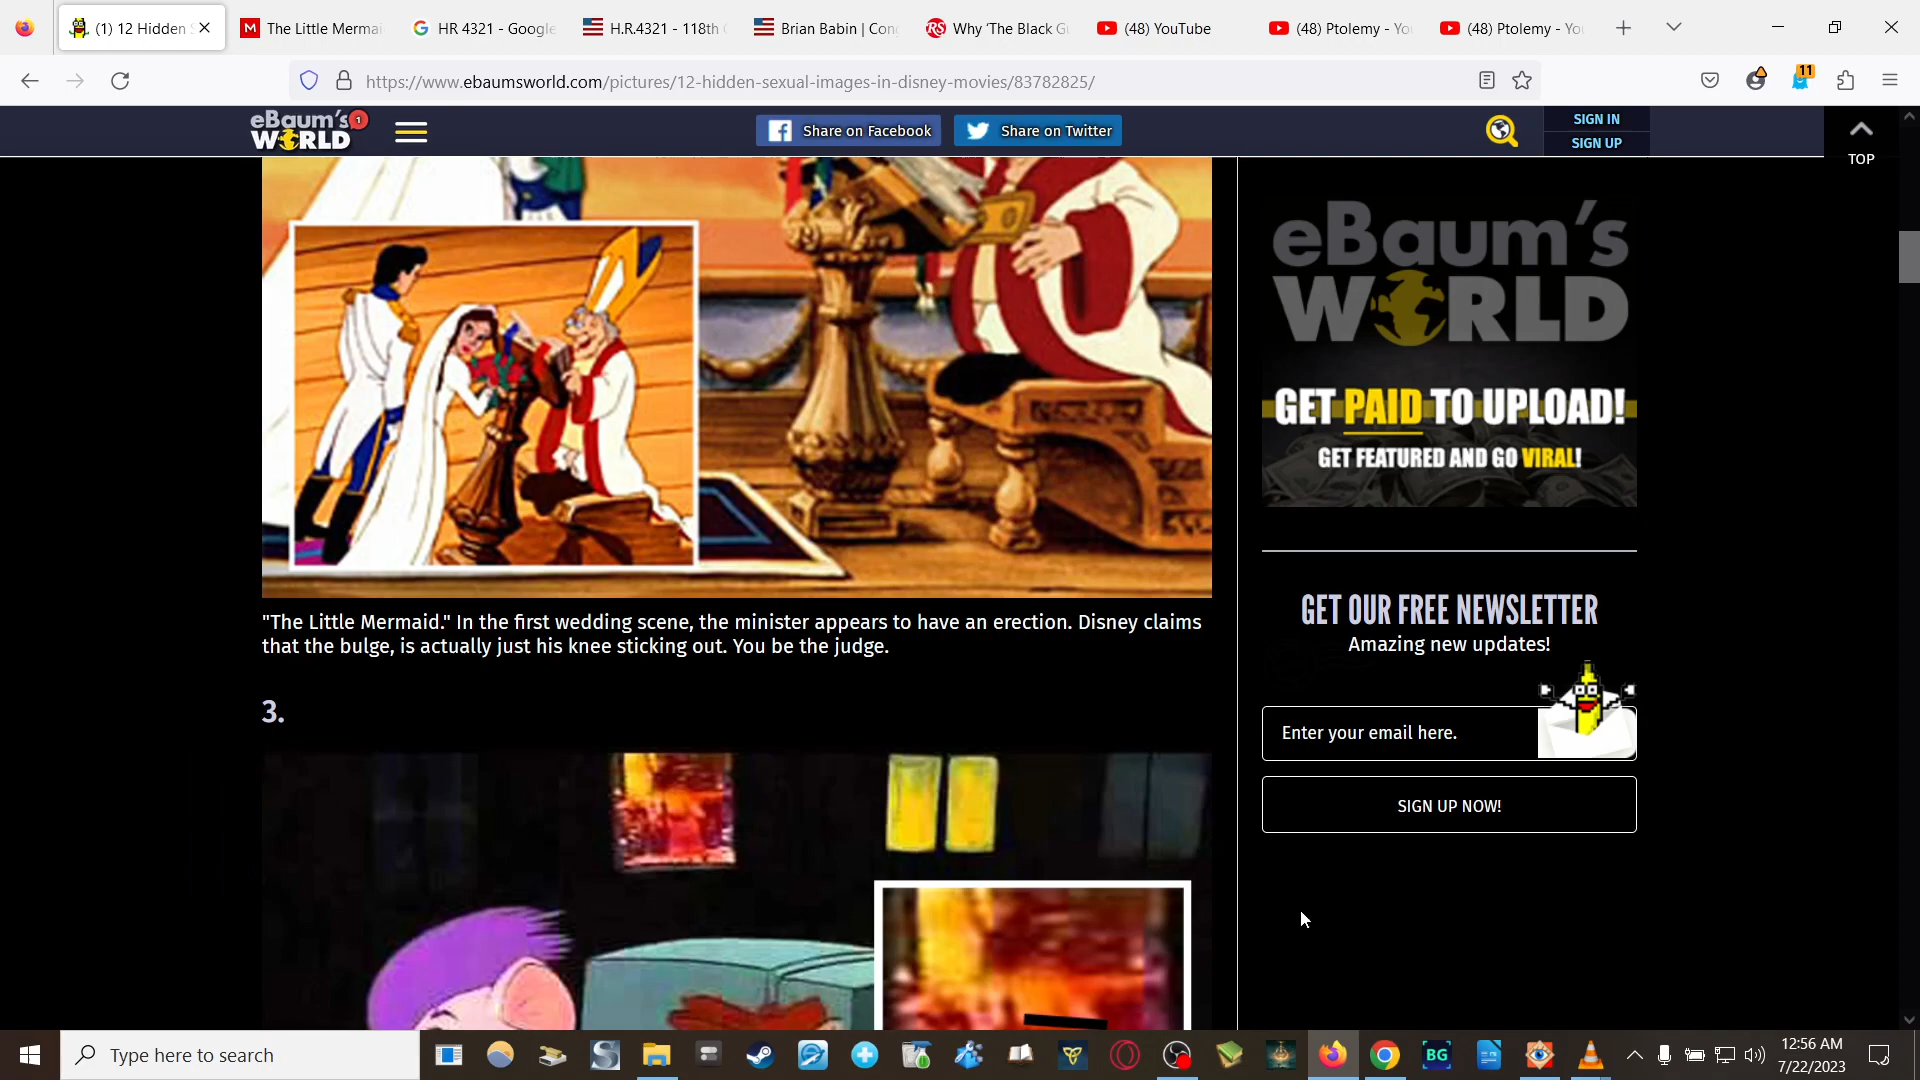 (1) 12 Hidden S
The Little Mermai
HR 4321 - Google
H.R.4321 - 118th C
Brian Babin | Con
Why 'The Black Gu
(48) YouTube
(48) Ptolemy - Yo
(48) Ptolemy - You
https://www.ebaumsworld.com/pictures/12-hidden-sexual-images-in-disney-movies/83782825/
11
eBaum's
WORLD
1
Share on Facebook
Share on Twitter
SIGN IN
SIGN UP
TOP
"The Little Mermaid." In the first wedding scene, the minister appears to have an erection. Disney claims
that the bulge, is actually just his knee sticking out. You be the judge.
3.
eBaum's
WORLD
GET PAID TO UPLOAD!
GET FEATURED AND GO VIRAL!
GET OUR FREE NEWSLETTER
Amazing new updates!
Enter your email here.
SIGN UP NOW!
Type here to search
BG
12:56 AM
7/22/2023